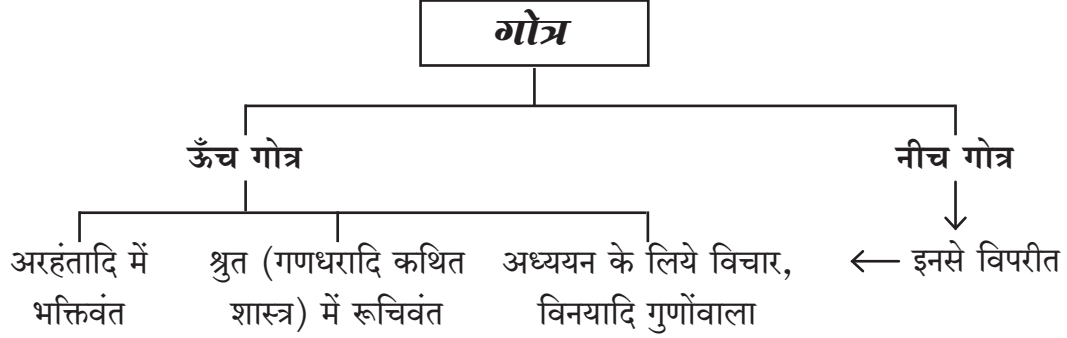 गोत्र
ऊँच गोत्र
नीच गोत्र
अरहंतादि में
भक्तिवंत
श्रुत (गणधरादि कथित
शास्त्र) में रूचिवंत
अध्ययन के लिये विचार,
विनयादि गुणोंवाला
इनसे विपरीत